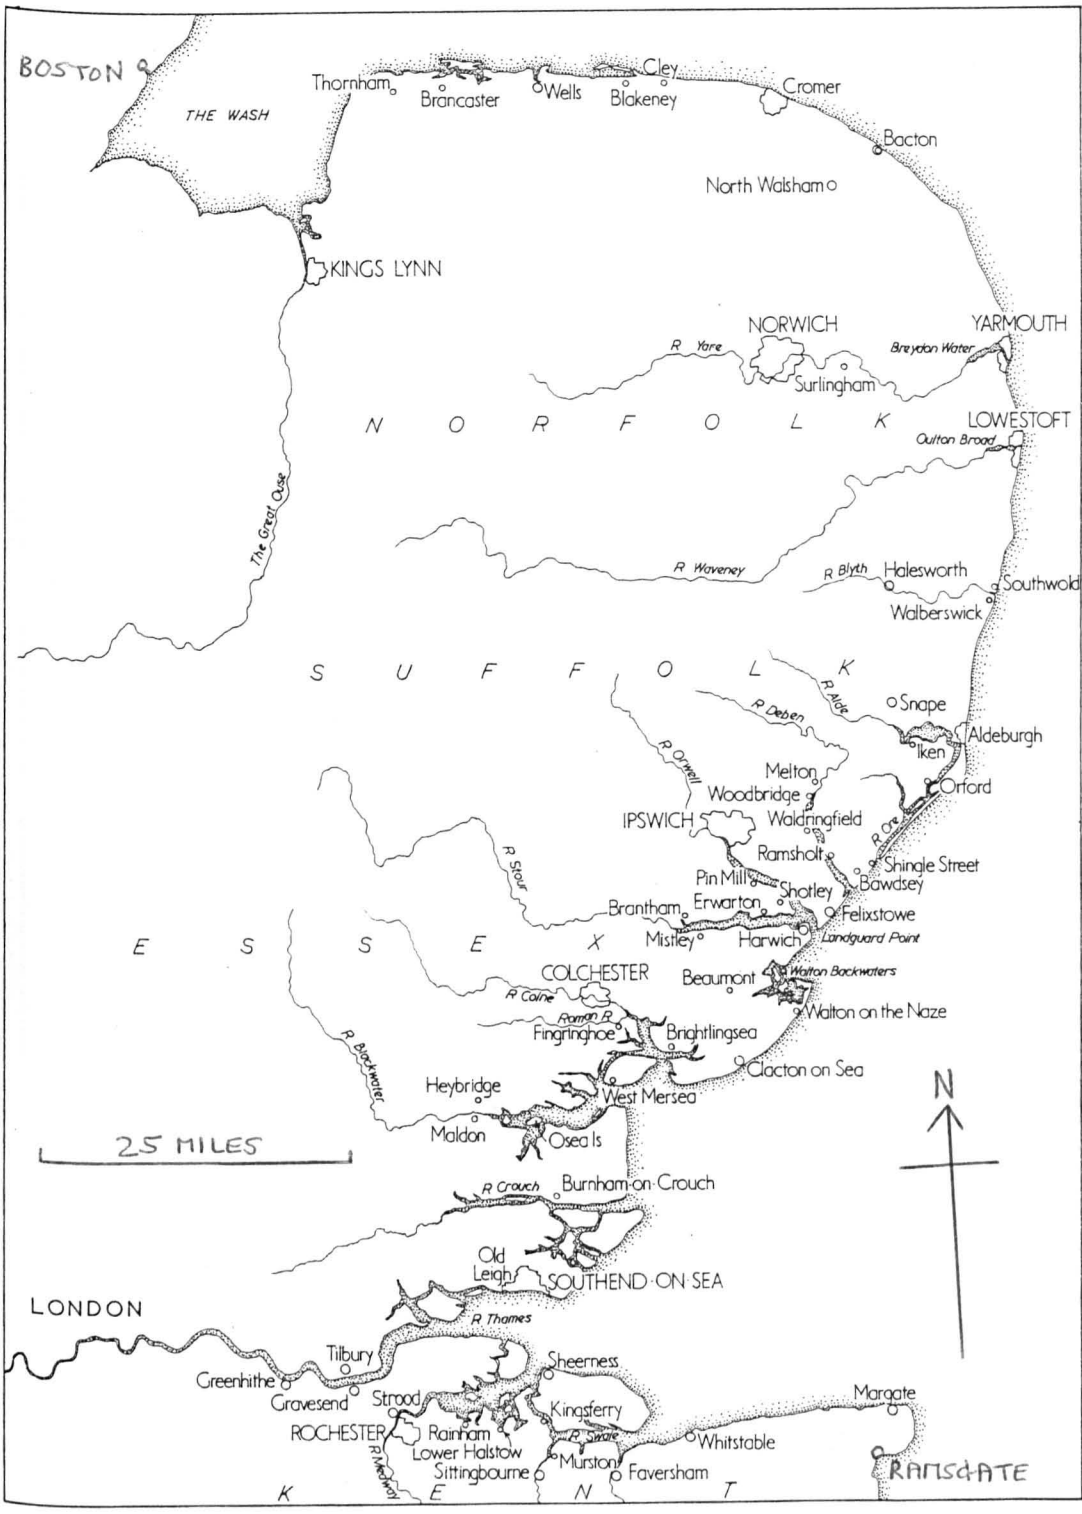 BOSTON
THE WASH
Thornham
Brancaster
Wells
Blakeney
Cley
Cromer
Bacton
North Walsham
KINGS LYNN
NORWICH
YARMOUTH
R Yare
Breydon Water
Surlingham
NORFOLK
LOWESTOFT
Oulton Broad
The Great Ouse
R Waveney
R Blyth
Halesworth
Southwold
Walberswick
SUFFOLK
R Alde
Snape
R Deben
Aldeburgh
Iken
R Orwell
Melton
Woodbridge
Orford
IPSWICH
Waldringfield
R Ore
R Stour
Ramsholt
Shingle Street
Pin Mill
Shotley
Bawdsey
Brantham
Erwarton
Felixstowe
Mistley
Harwich
Landguard Point
ESSEX
COLCHESTER
Beaumont
Walton Backwaters
R Colne
Roman R
Walton on the Naze
Fingringhoe
Brightlingsea
R Blackwater
Clacton on Sea
Heybridge
West Mersea
N
Maldon
Osea Is
25 MILES
R Crouch
Burnham-on-Crouch
Old
Leigh
SOUTHEND-ON-SEA
LONDON
R Thames
Tilbury
Sheerness
Greenhithe
Gravesend
Strood
Margate
ROCHESTER
Rainham
Kingsferry
R Swale
Whitstable
Lower Halstow
R Medway
Sittingbourne
Murston
Faversham
RAMSGATE
KENT